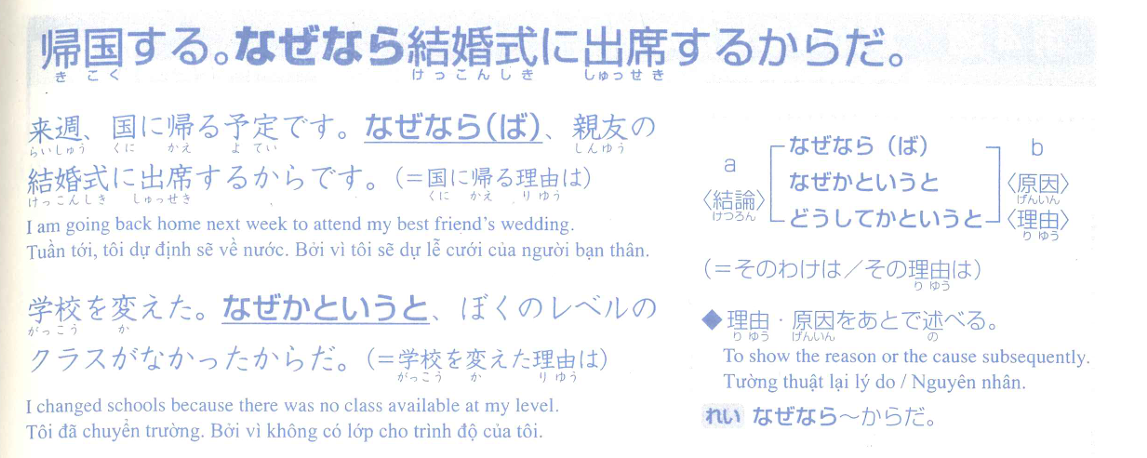 帰国する。なぜなら結婚式に出席するからだ。
きこく けっこんしき しゅっせき
来週、国に帰る予定です。なぜなら(ば)、親友の
らいしゅう くに かえ よてい しんゆう
結婚式に出席するからです。(=国に帰る理由は)
けっこんしき しゅっせき くに かえ りゆう
I am going back home next week to attend my best friend's wedding.
Tuần tới, tôi dự định sẽ về nước. Bởi vì tôi sẽ dự lễ cưới của người bạn thân.
学校を変えた。なぜかというと、ぼくのレベルの
がっこう か
クラスがなかったからだ。(=学校を変えた理由は)
がっこう か りゆう
I changed schools because there was no class available at my level.
Tôi đã chuyển trường. Bởi vì không có lớp cho trình độ của tôi.
a
〈結論〉
けつろん
なぜなら(ば)
なぜかというと
どうしてかというと
b
〈原因〉
げんいん
〈理由〉
りゆう
(=そのわけは/その理由は)
りゆう
◆理由・原因をあとで述べる。
りゆう げんいん の
To show the reason or the cause subsequently.
Tường thuật lại lý do / Nguyên nhân.
れい なぜなら~からだ。